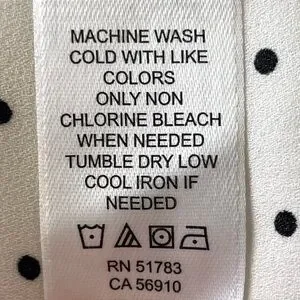 MACHINE WASH
COLD WITH LIKE
COLORS
ONLY NON
CHLORINE BLEACH
WHEN NEEDED
TUMBLE DRY LOW
COOL IRON IF
NEEDED
RN 51783
CA 56910